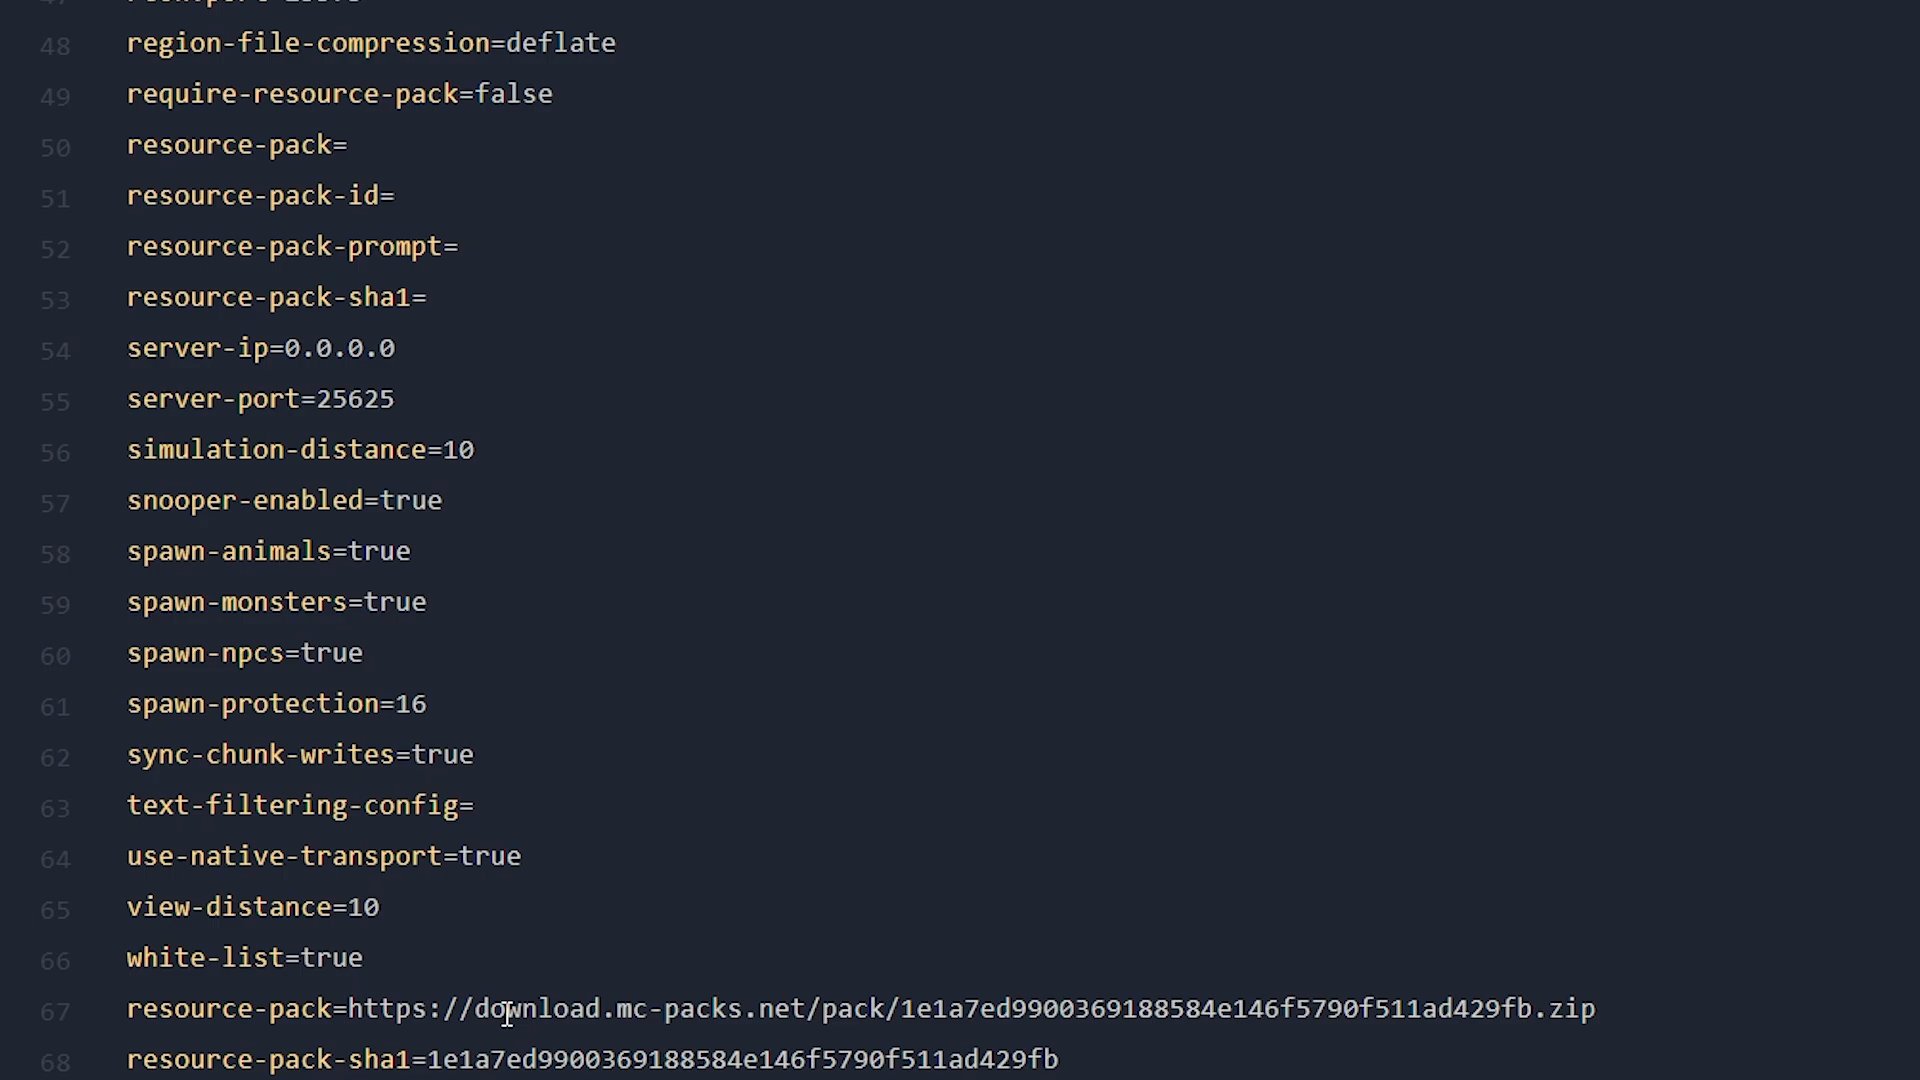 48 region-file-compression=deflate
49 require-resource-pack=false
50 resource-pack=
51 resource-pack-id=
52 resource-pack-prompt=
53 resource-pack-sha1=
54 server-ip=0.0.0.0
55 server-port=25625
56 simulation-distance=10
57 snooper-enabled=true
58 spawn-animals=true
59 spawn-monsters=true
60 spawn-npcs=true
61 spawn-protection=16
62 sync-chunk-writes=true
63 text-filtering-config=
64 use-native-transport=true
65 view-distance=10
66 white-list=true
67 resource-pack=https://download.mc-packs.net/pack/1e1a7ed9900369188584e146f5790f511ad429fb.zip
68 resource-pack-sha1=1e1a7ed9900369188584e146f5790f511ad429fb